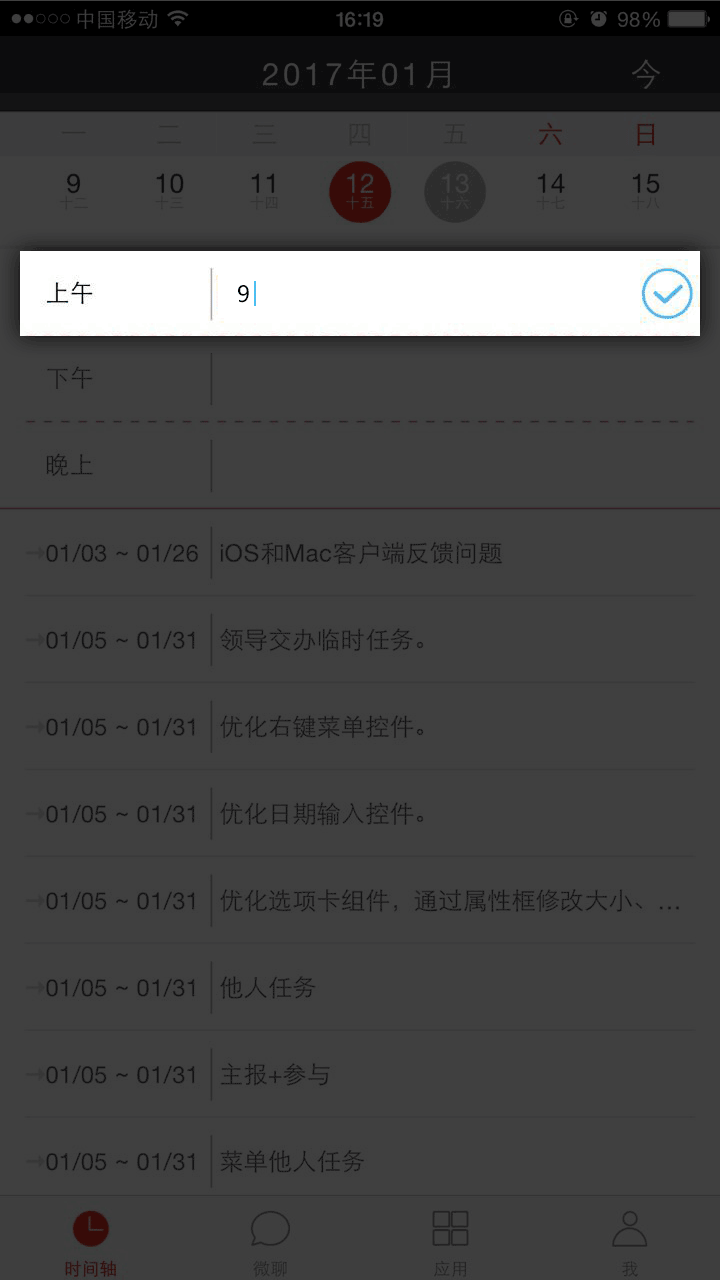 中国移动 16:19 98%
2017年01月 今
一 二 三 四 五 六 日
9 10 11 12 13 14 15
十二 十三 十四 十五 十六 十七 十八
上午 9
下午
晚上
01/03 ~ 01/26 iOS和Mac客户端反馈问题
01/05 ~ 01/31 领导交办临时任务。
01/05 ~ 01/31 优化右键菜单控件。
01/05 ~ 01/31 优化日期输入控件。
01/05 ~ 01/31 优化选项卡组件，通过属性框修改大小、...
01/05 ~ 01/31 他人任务
01/05 ~ 01/31 主报+参与
01/05 ~ 01/31 菜单他人任务
时间轴 微聊 应用 我